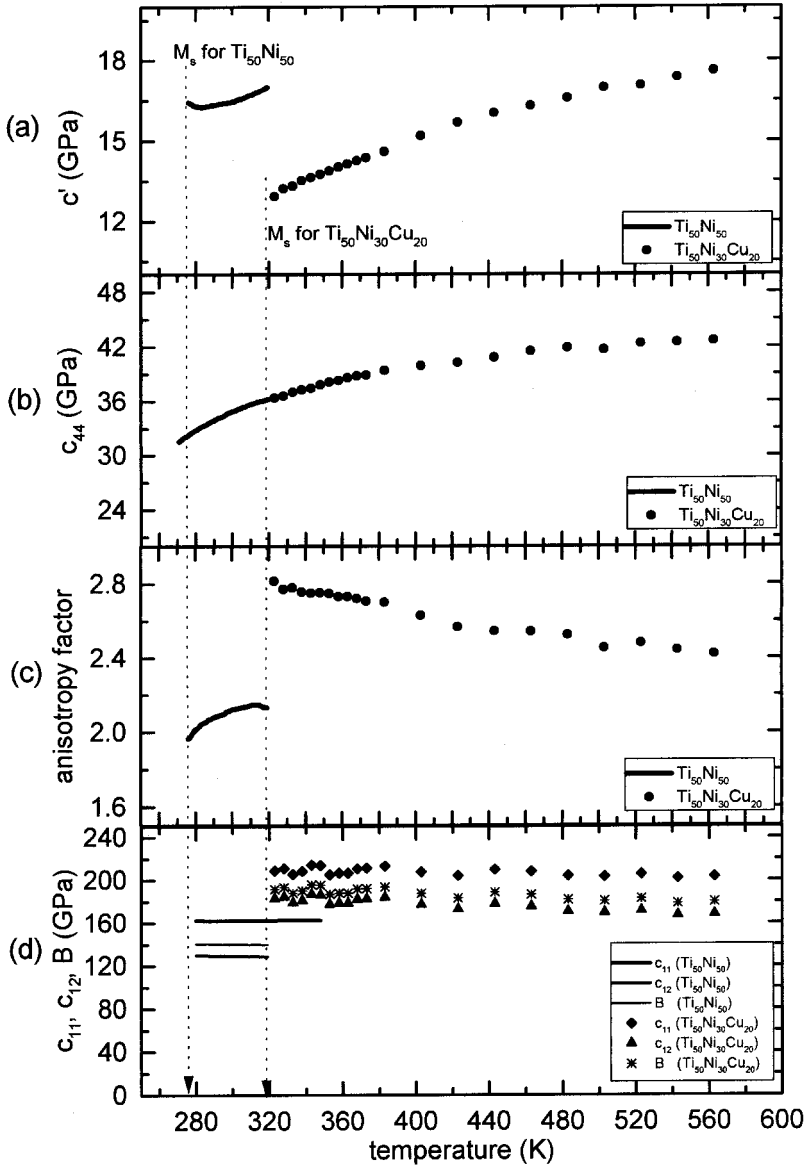 (a)
c' (GPa)
18
15
12
Mₛ for Ti₅₀Ni₅₀
Mₛ for Ti₅₀Ni₃₀Cu₂₀
Ti₅₀Ni₅₀
Ti₅₀Ni₃₀Cu₂₀
(b)
c₄₄ (GPa)
42
36
30
24
Ti₅₀Ni₅₀
Ti₅₀Ni₃₀Cu₂₀
(c)
anisotropy factor
2.8
2.4
2.0
1.6
Ti₅₀Ni₅₀
Ti₅₀Ni₃₀Cu₂₀
(d)
c₁₁, c₁₂, B (GPa)
240
200
160
120
80
40
0
c₁₁ (Ti₅₀Ni₅₀)
c₁₂ (Ti₅₀Ni₅₀)
B (Ti₅₀Ni₅₀)
c₁₁ (Ti₅₀Ni₃₀Cu₂₀)
c₁₂ (Ti₅₀Ni₃₀Cu₂₀)
B (Ti₅₀Ni₃₀Cu₂₀)
280 320 360 400 440 480 520 560 600
temperature (K)